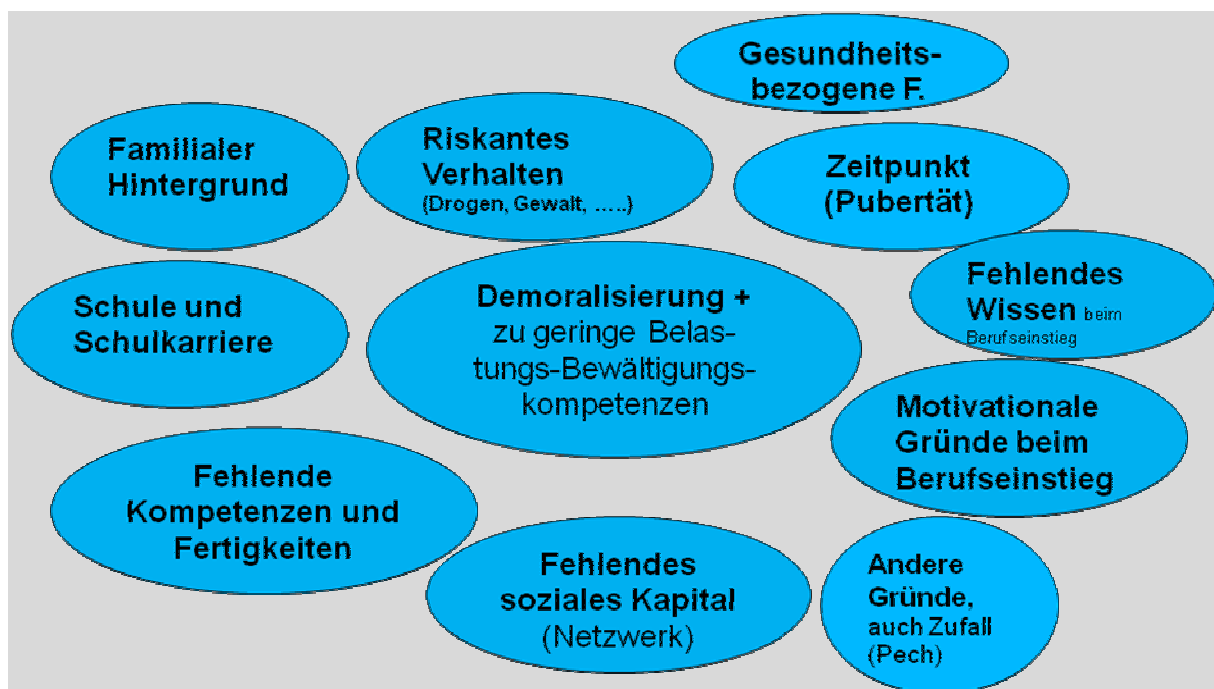 Gesundheits-
bezogene F.
Familialer
Hintergrund
Riskantes
Verhalten
(Drogen, Gewalt, .....)
Zeitpunkt
(Pubertät)
Fehlendes
Wissen beim
Berufseinstieg
Schule und
Schulkarriere
Demoralisierung +
zu geringe Belas-
tungs-Bewältigungs-
kompetenzen
Motivationale
Gründe beim
Berufseinstieg
Fehlende
Kompetenzen und
Fertigkeiten
Fehlendes
soziales Kapital
(Netzwerk)
Andere
Gründe,
auch Zufall
(Pech)